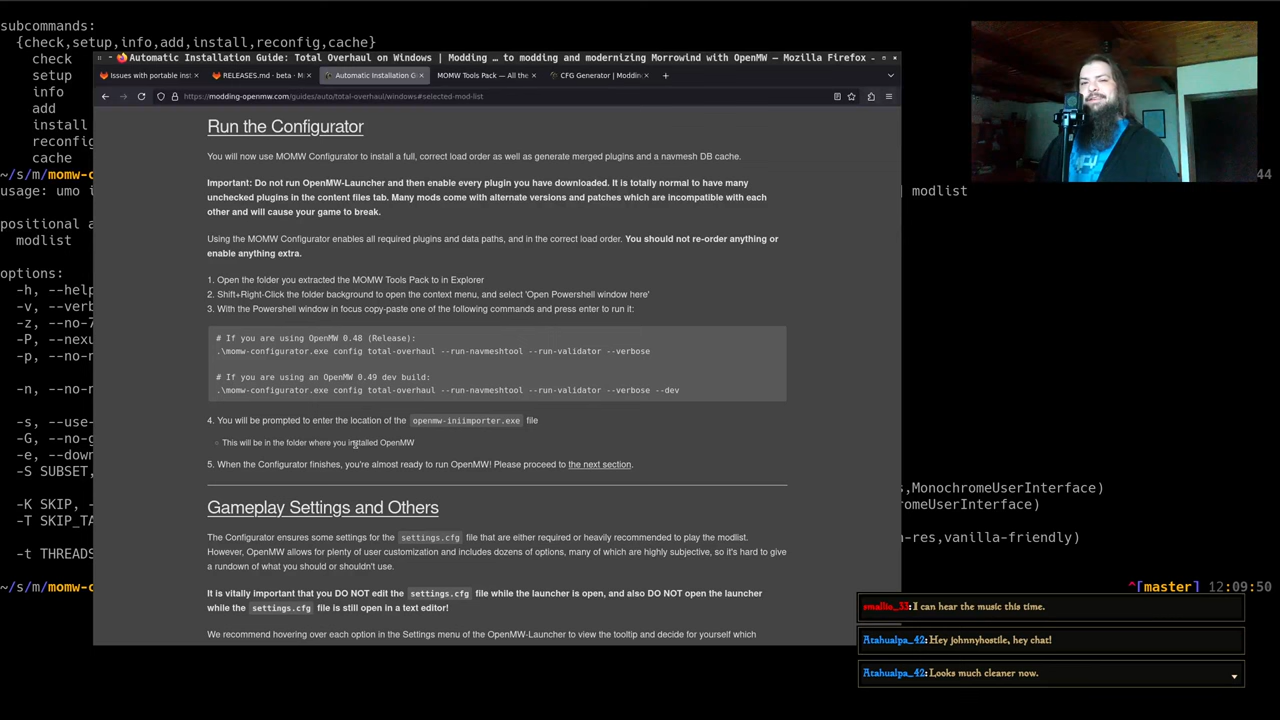 subcommands:
{check,setup,info,add,install,reconfig,cache}
check
setup
info
add
install
reconfig
cache
~/s/m/momw-c
44
usage: umo i
modlist
positional a
modlist
options:
-h, --help
-v, --verb
-z, --no-7
-P, --nexu
-p, --no-p
-n, --no-d
-s, --use-
-G, --no-g
-e, --down
-S SUBSET,
s,MonochromeUserInterface)
-K SKIP, -
onochromeUserInterface)
-T SKIP_TA
n-res,vanilla-friendly)
-t THREADS
~/s/m/momw-c
^[master] 12:09:50
Automatic Installation Guide: Total Overhaul on Windows | Modding ... to modding and modernizing Morrowind with OpenMW — Mozilla Firefox
Issues with portable inst
RELEASES.md · beta · M
Automatic Installation G
MOMW Tools Pack — All the
CFG Generator | Moddin
https://modding-openmw.com/guides/auto/total-overhaul/windows#selected-mod-list
Run the Configurator
You will now use MOMW Configurator to install a full, correct load order as well as generate merged plugins and a navmesh DB cache.
Important: Do not run OpenMW-Launcher and then enable every plugin you have downloaded. It is totally normal to have many
unchecked plugins in the content files tab. Many mods come with alternate versions and patches which are incompatible with each
other and will cause your game to break.
Using the MOMW Configurator enables all required plugins and data paths, and in the correct load order. You should not re-order anything or
enable anything extra.
1. Open the folder you extracted the MOMW Tools Pack to in Explorer
2. Shift+Right-Click the folder background to open the context menu, and select 'Open Powershell window here'
3. With the Powershell window in focus copy-paste one of the following commands and press enter to run it:
# If you are using OpenMW 0.48 (Release):
.\momw-configurator.exe config total-overhaul --run-navmeshtool --run-validator --verbose
# If you are using an OpenMW 0.49 dev build:
.\momw-configurator.exe config total-overhaul --run-navmeshtool --run-validator --verbose --dev
4. You will be prompted to enter the location of the openmw-iniimporter.exe file
This will be in the folder where you installed OpenMW
5. When the Configurator finishes, you're almost ready to run OpenMW! Please proceed to the next section.
Gameplay Settings and Others
The Configurator ensures some settings for the settings.cfg file that are either required or heavily recommended to play the modlist.
However, OpenMW allows for plenty of user customization and includes dozens of options, many of which are highly subjective, so it's hard to give
a rundown of what you should or shouldn't use.
It is vitally important that you DO NOT edit the settings.cfg file while the launcher is open, and also DO NOT open the launcher
while the settings.cfg file is still open in a text editor!
We recommend hovering over each option in the Settings menu of the OpenMW-Launcher to view the tooltip and decide for yourself which
smallio_33: I can hear the music this time.
Atahualpa_42: Hey johnnyhostile, hey chat!
Atahualpa_42: Looks much cleaner now.